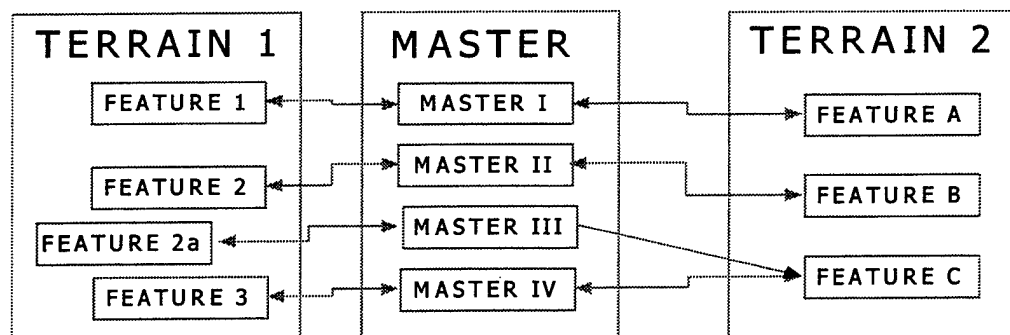 TERRAIN 1
FEATURE 1
FEATURE 2
FEATURE 2a
FEATURE 3
MASTER
MASTER I
MASTER II
MASTER III
MASTER IV
TERRAIN 2
FEATURE A
FEATURE B
FEATURE C